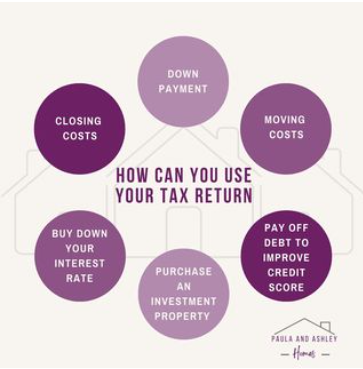 DOWN
PAYMENT
CLOSING
COSTS
MOVING
COSTS
HOW CAN YOU USE
YOUR TAX RETURN
BUY DOWN
YOUR
INTEREST
RATE
PAY OFF
DEBT TO
IMPROVE
CREDIT
SCORE
PURCHASE
AN
INVESTMENT
PROPERTY
PAULA AND ASHLEY
Homes